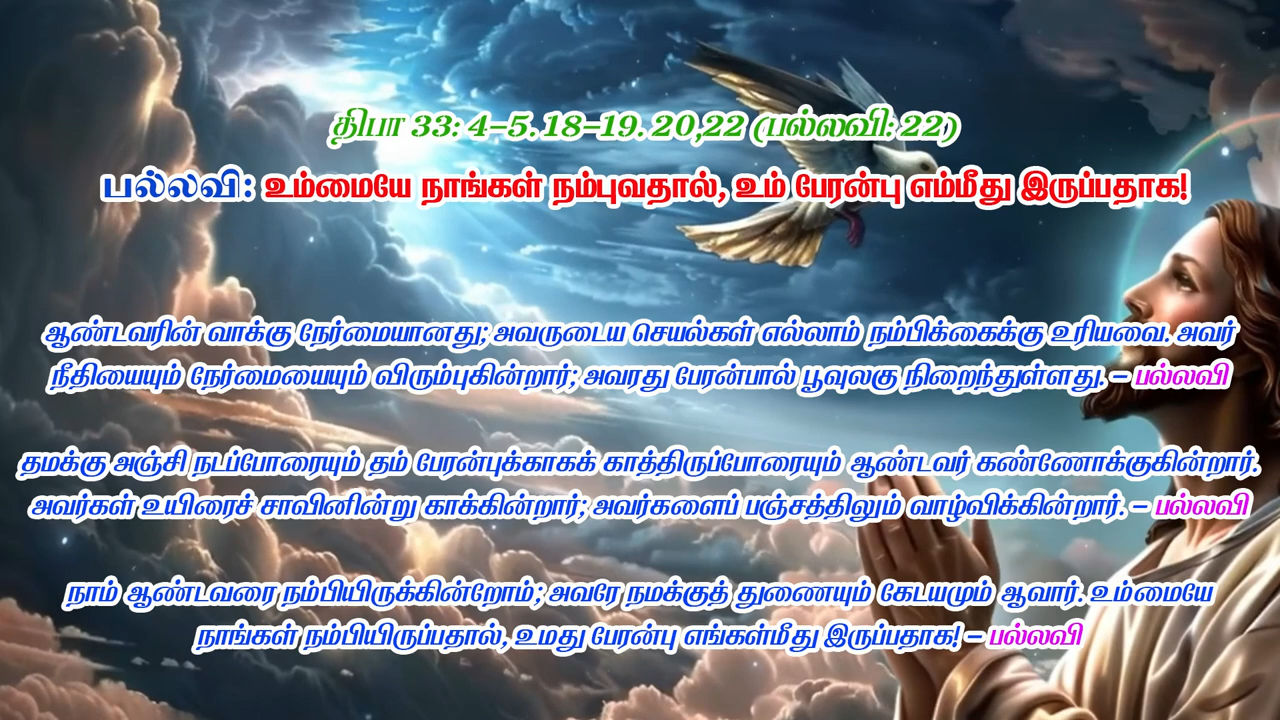 திபா 33: 4-5. 18-19. 20,22 (பல்லவி: 22)
பல்லவி: உம்மையே நாங்கள் நம்புவதால், உம் பேரன்பு எம்மீது இருப்பதாக!
ஆண்டவரின் வாக்கு நேர்மையானது; அவருடைய செயல்கள் எல்லாம் நம்பிக்கைக்கு உரியவை. அவர்
நீதியையும் நேர்மையையும் விரும்புகின்றார்; அவரது பேரன்பால் பூவுலகு நிறைந்துள்ளது. – பல்லவி
தமக்கு அஞ்சி நடப்போரையும் தம் பேரன்புக்காகக் காத்திருப்போரையும் ஆண்டவர் கண்ணோக்குகின்றார்.
அவர்கள் உயிரைச் சாவினின்று காக்கின்றார்; அவர்களைப் பஞ்சத்திலும் வாழ்விக்கின்றார். – பல்லவி
நாம் ஆண்டவரை நம்பியிருக்கின்றோம்; அவரே நமக்குத் துணையும் கேடயமும் ஆவார். உம்மையே
நாங்கள் நம்பியிருப்பதால், உமது பேரன்பு எங்கள்மீது இருப்பதாக! – பல்லவி